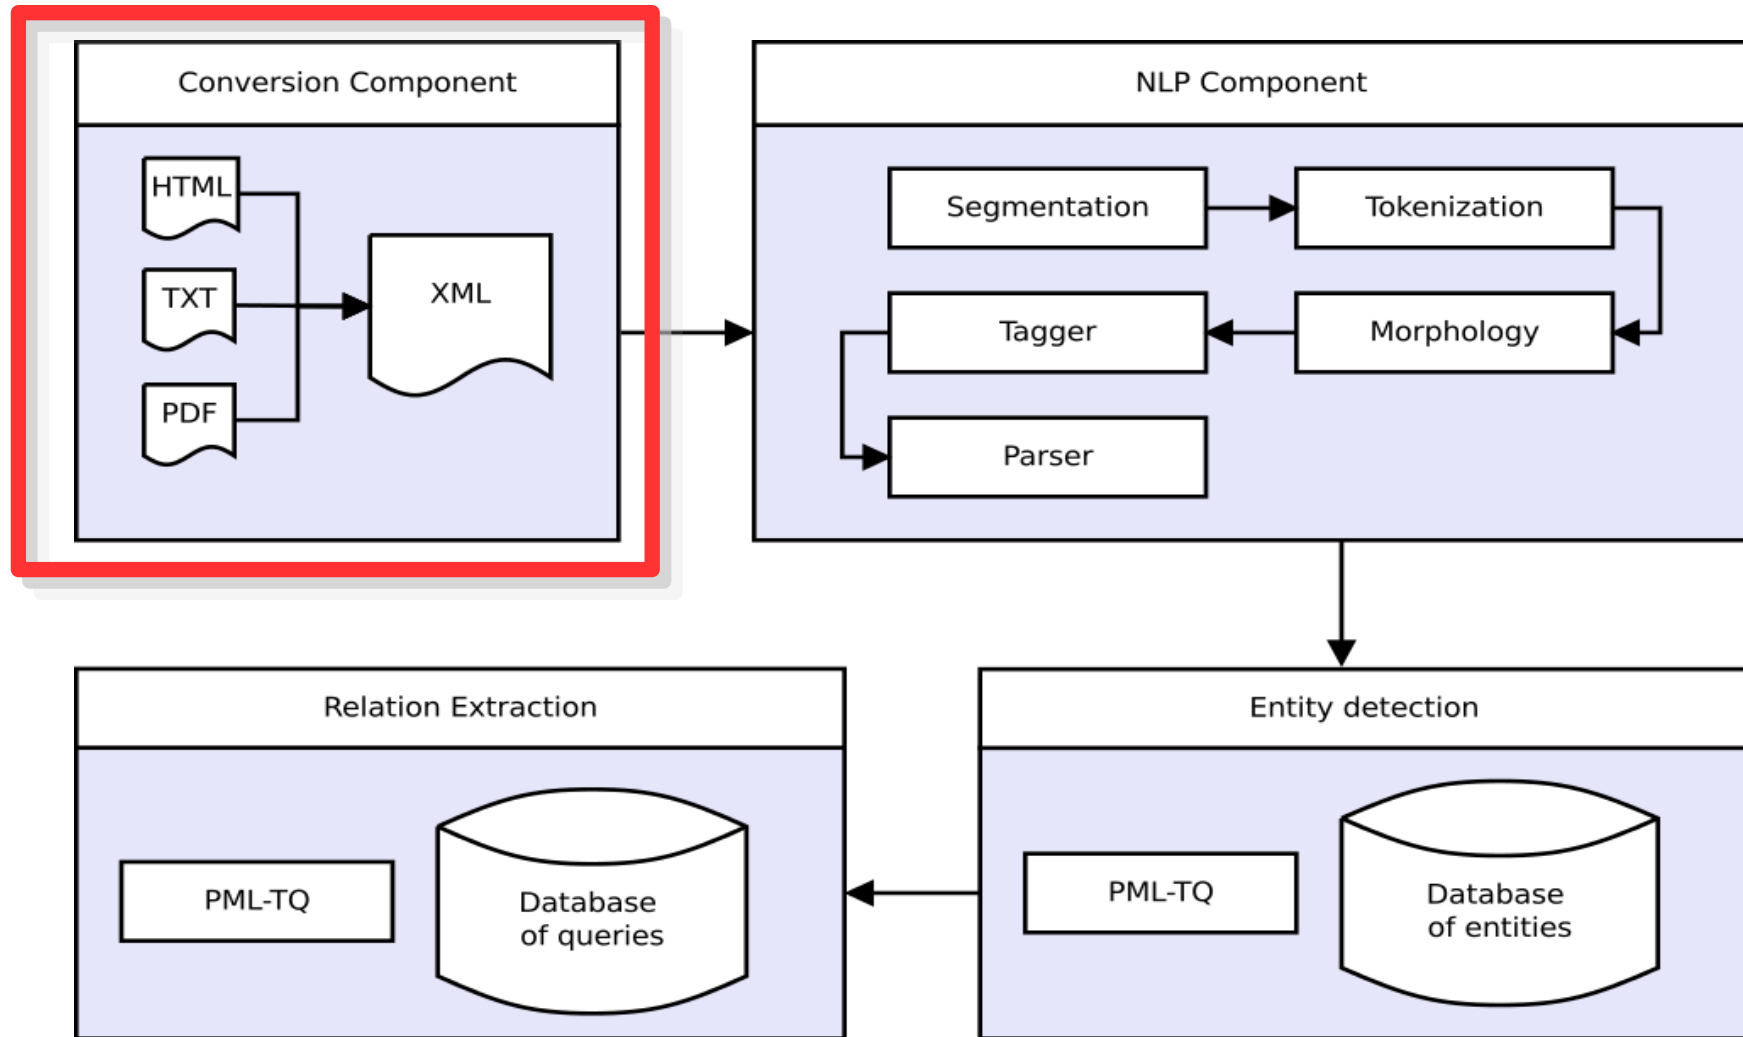 Conversion Component
HTML
TXT
PDF
XML
NLP Component
Segmentation
Tokenization
Tagger
Morphology
Parser
Relation Extraction
PML-TQ
Database
of queries
Entity detection
PML-TQ
Database
of entities